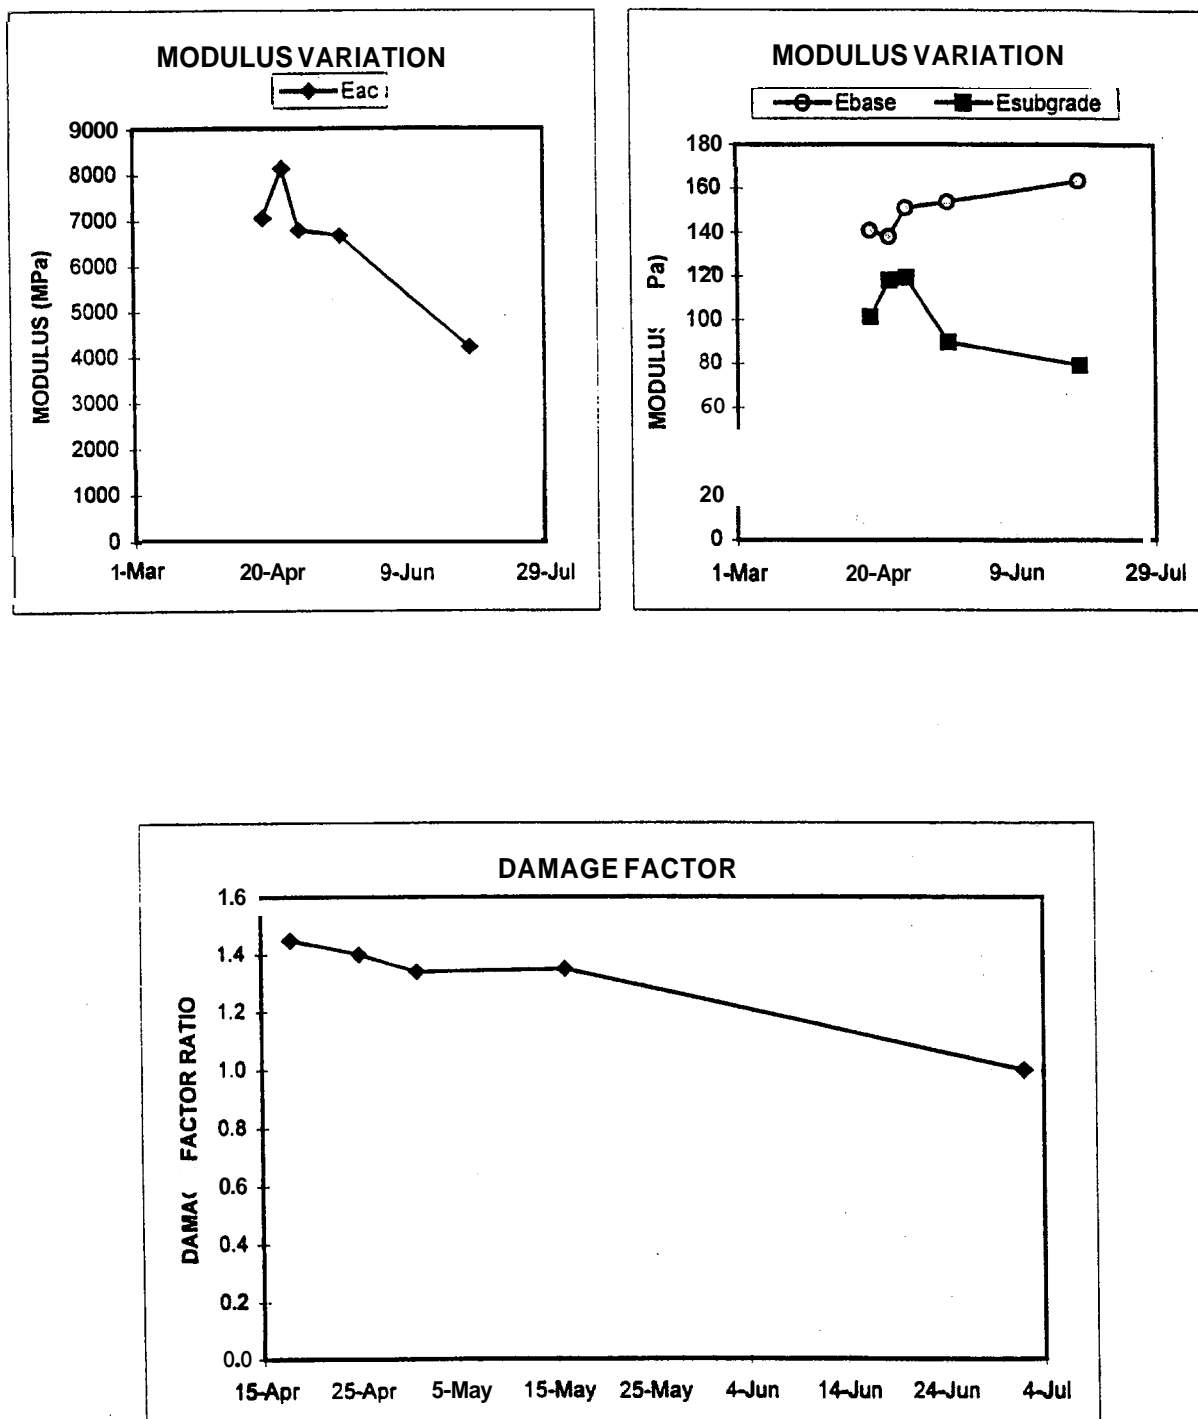 MODULUS VARIATION
Eac
9000
8000
7000
6000
5000
4000
3000
2000
1000
0
MODULUS (MPa)
1-Mar 20-Apr 9-Jun 29-Jul
MODULUS VARIATION
Ebase Esubgrade
180
160
140
120
100
80
60
20
0
MODULUS Pa)
1-Mar 20-Apr 9-Jun 29-Jul
DAMAGE FACTOR
1.6
1.4
1.2
1.0
0.8
0.6
0.4
0.2
0.0
FACTOR RATIO
15-Apr 25-Apr 5-May 15-May 25-May 4-Jun 14-Jun 24-Jun 4-Jul